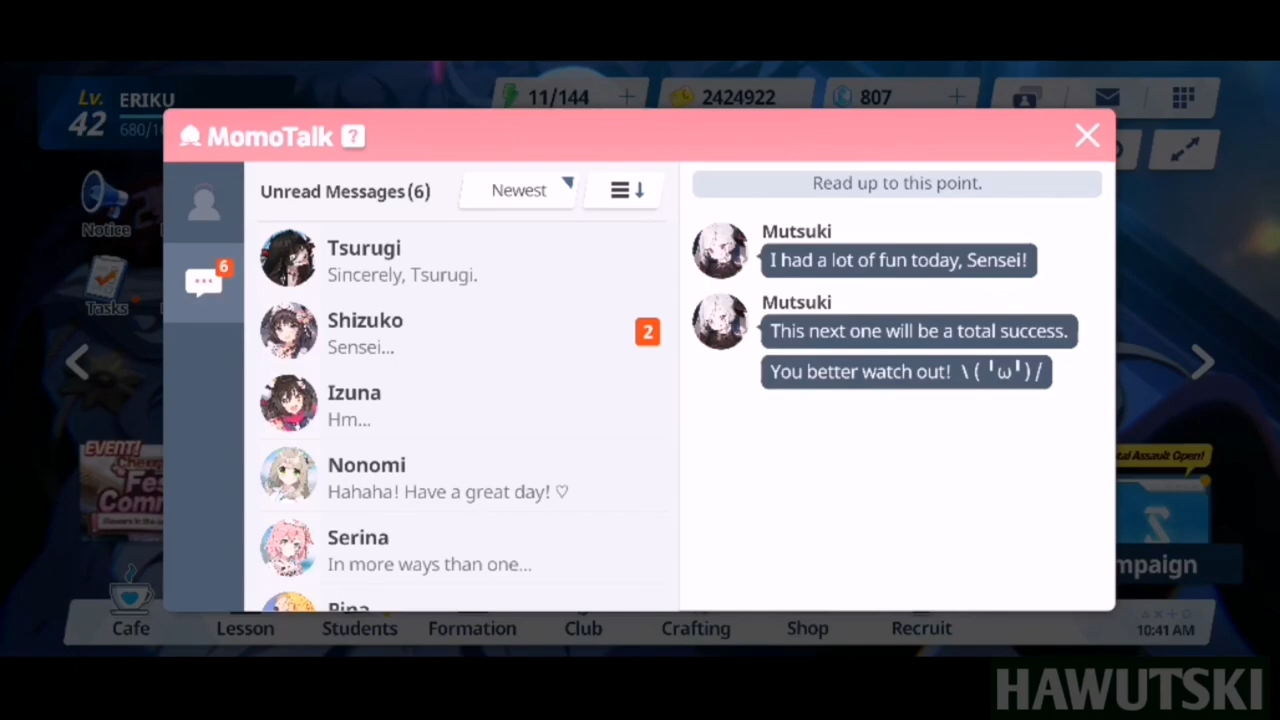 Lv. ERIKU
42
11/144
2424922
807
MomoTalk ?
Unread Messages (6)
Newest
Read up to this point.
Notice
Tasks
6
Tsurugi
Sincerely, Tsurugi.
Shizuko
Sensei...
2
Izuna
Hm...
Nonomi
Hahaha! Have a great day! ♡
Serina
In more ways than one...
Mutsuki
I had a lot of fun today, Sensei!
Mutsuki
This next one will be a total success.
You better watch out! \( 'ω')/
EVENT!
Assault Open!
Cafe
Lesson
Students
Formation
Club
Crafting
Shop
Recruit
10:41 AM
HAWUTSKI